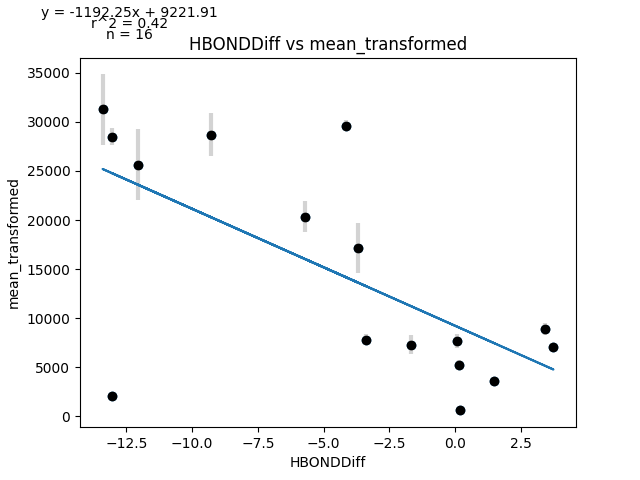 y = -1192.25x + 9221.91
r^2 = 0.42
n = 16
HBONDDiff vs mean_transformed
35000
30000
25000
20000
15000
10000
5000
0
mean_transformed
−12.5 −10.0 −7.5 −5.0 −2.5 0.0 2.5
HBONDDiff